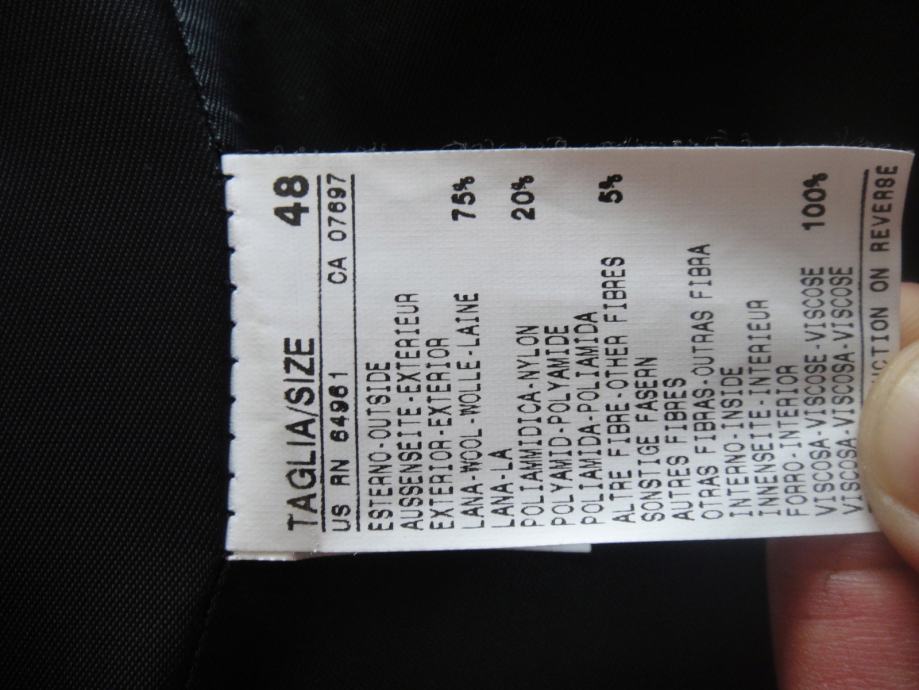 TAGLIA/SIZE 48
US RN 64961 CA 07697
ESTERNO-OUTSIDE
AUSSENSEITE-EXTERIEUR
EXTERIOR-EXTERIOR
LANA-WOOL-WOLLE-LAINE 75%
LANA-LA
POLIAMMIDICA-NYLON 20%
POLYAMID-POLYAMIDE
POLIAMIDA-POLIAMIDA
ALTRE FIBRE-OTHER FIBRES 5%
SONSTIGE FASERN
AUTRES FIBRES
OTRAS FIBRAS-OUTRAS FIBRA
INTERNO-INSIDE
INNENSEITE-INTERIEUR
FORRO-INTERIOR
VISCOSA-VISCOSE-VISCOSE 100%
VISCOSA-VISCOSA-VISCOSE
ON REVERSE